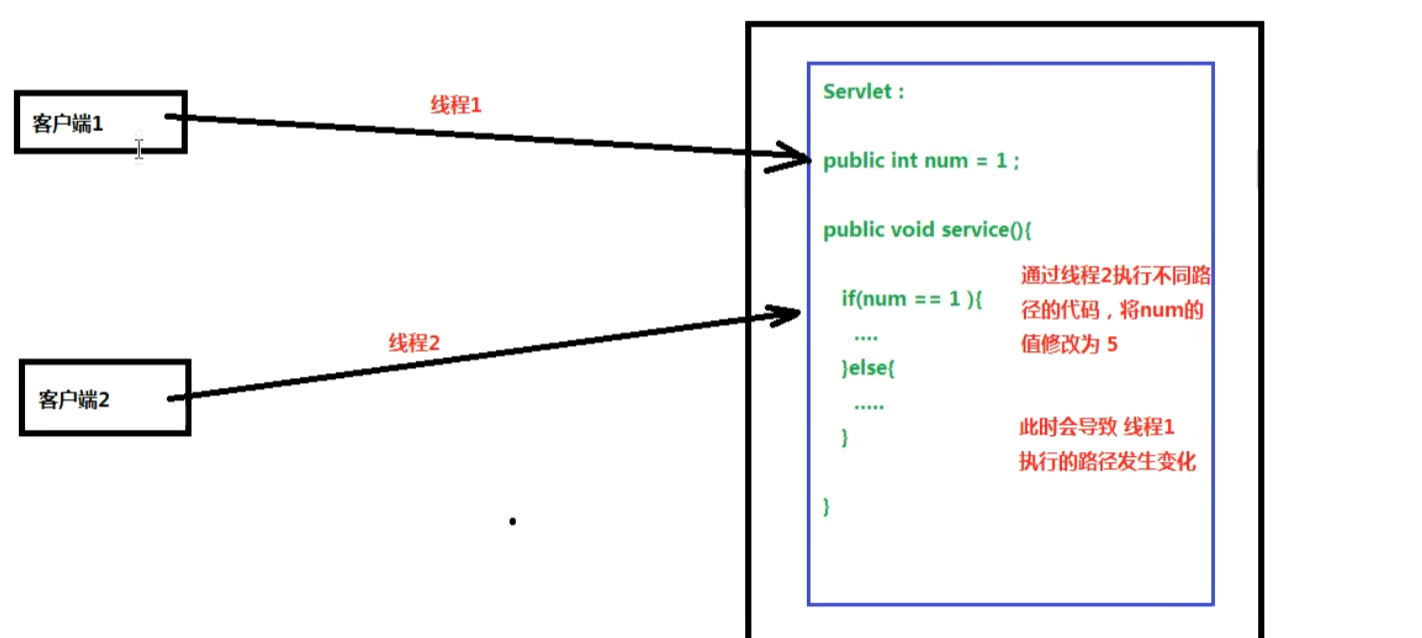 客户端1
线程1
客户端2
线程2
Servlet :
public int num = 1 ;
public void service(){
if(num == 1 ){
....
}else{
.....
}
}
通过线程2执行不同路
径的代码，将num的
值修改为 5
此时会导致 线程1
执行的路径发生变化